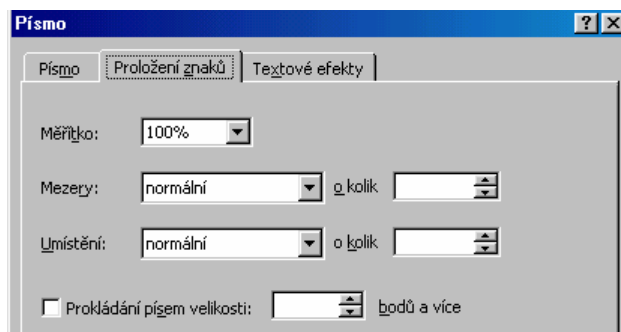 Písmo
Písmo Proložení znaků Textové efekty
Měřítko: 100%
Mezery: normální o kolik
Umístění: normální o kolik
Prokládání písem velikosti: bodů a více